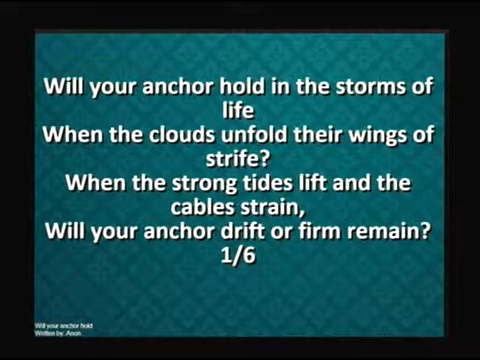 Will your anchor hold in the storms of
life
When the clouds unfold their wings of
strife?
When the strong tides lift and the
cables strain,
Will your anchor drift or firm remain?
1/6
Will your anchor hold
Written by: Anon